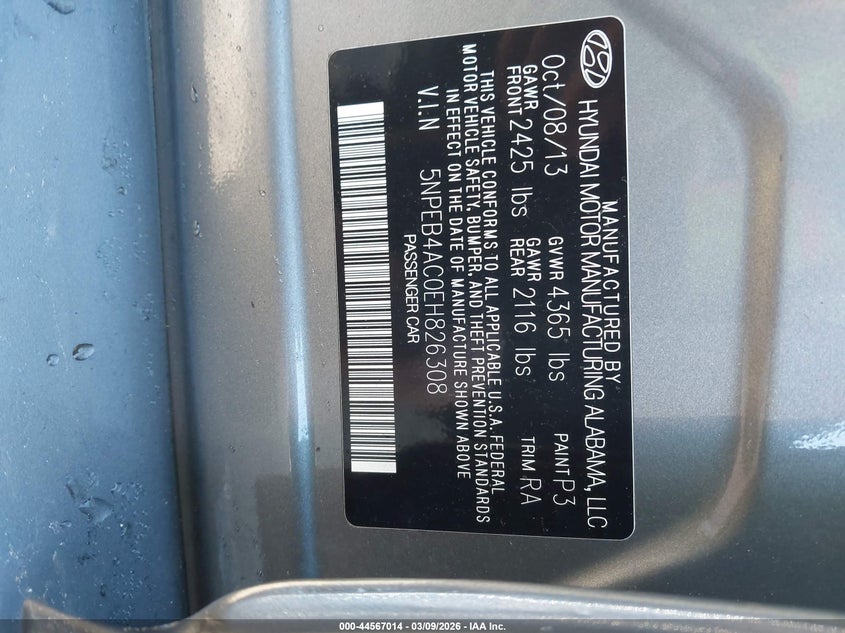 MANUFACTURED BY
HYUNDAI MOTOR MANUFACTURING ALABAMA, LLC
Oct/08/13 GVWR 4365 lbs PAINT P3
GAWR FRONT 2425 lbs GAWR REAR 2116 lbs TRIM RA
THIS VEHICLE CONFORMS TO ALL APPLICABLE U.S.A. FEDERAL
MOTOR VEHICLE SAFETY, BUMPER, AND THEFT PREVENTION STANDARDS
IN EFFECT ON THE DATE OF MANUFACTURE SHOWN ABOVE
V.I.N 5NPEB4AC0EH826308
PASSENGER CAR
000-44567014 - 03/09/2026 - IAA Inc.